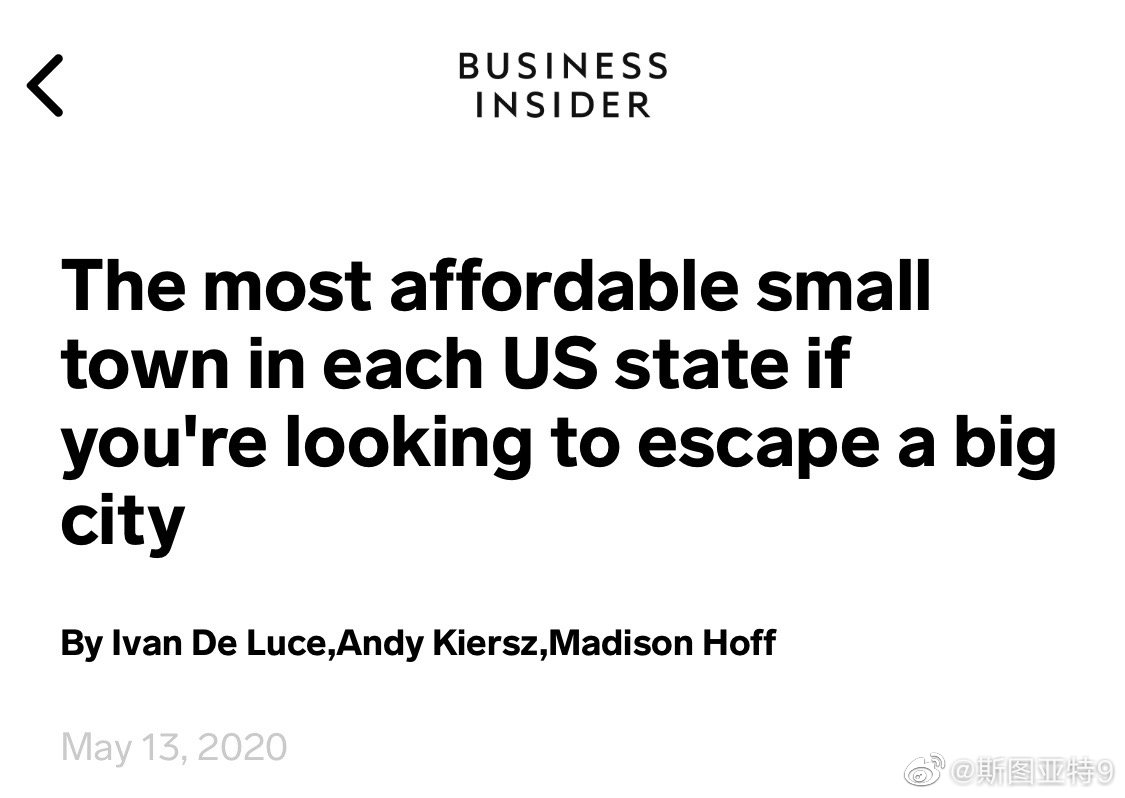 BUSINESS
INSIDER
The most affordable small
town in each US state if
you're looking to escape a big
city
By Ivan De Luce,Andy Kiersz,Madison Hoff
May 13, 2020
@斯图亚特9